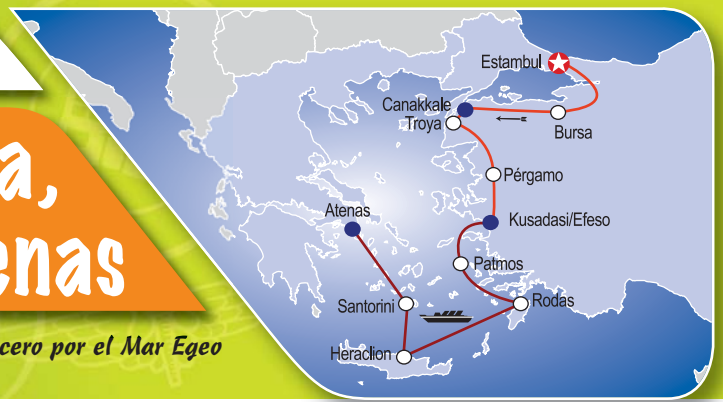 a,
enas
cero por el Mar Egeo
Estambul
Canakkale
Troya
Bursa
Pérgamo
Atenas
Kusadasi/Efeso
Patmos
Santorini
Rodas
Heraclion